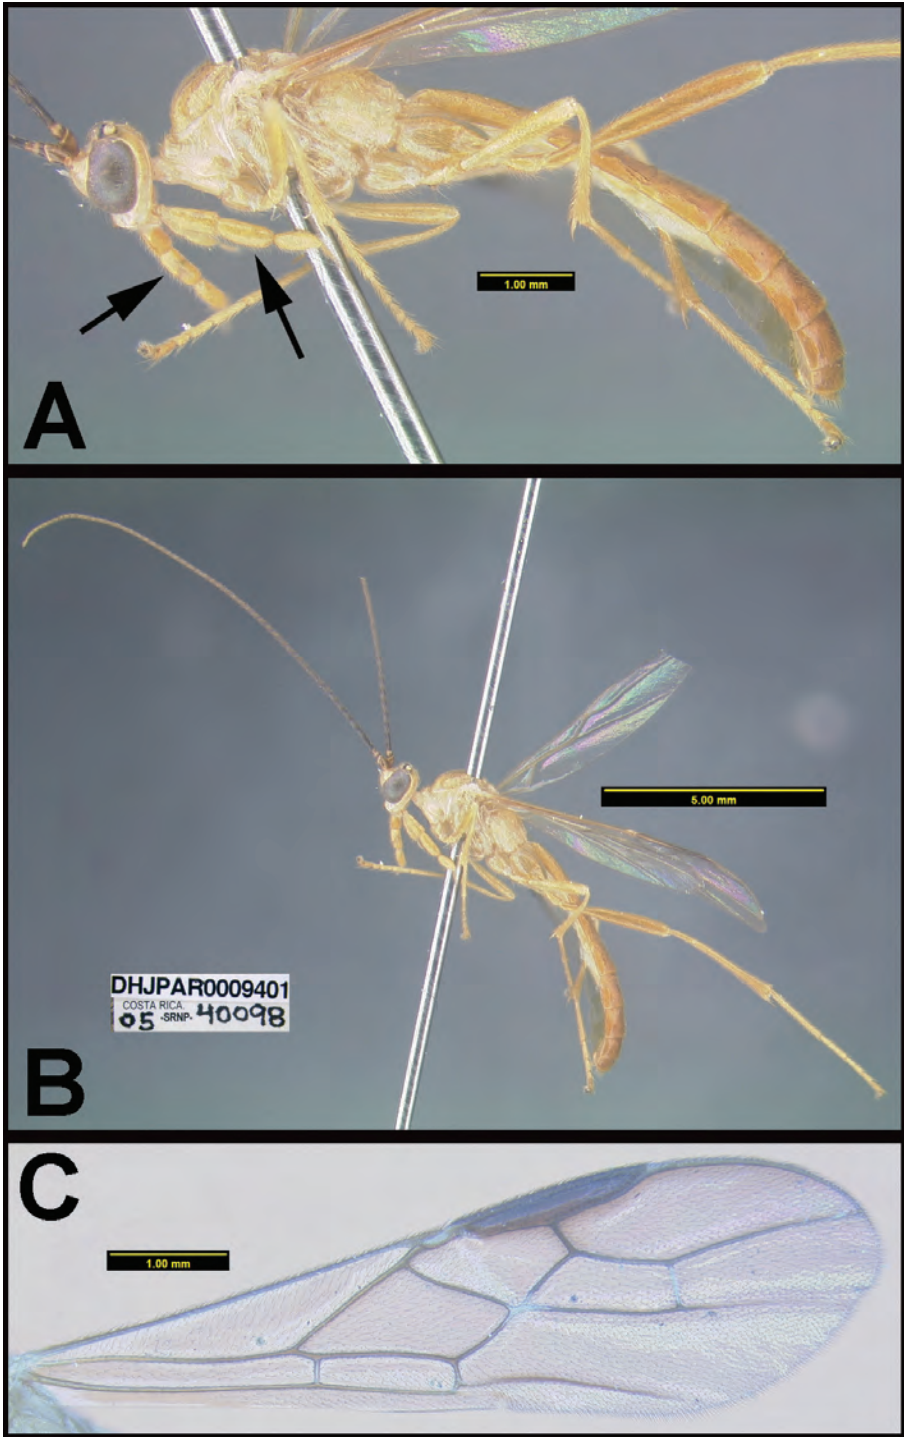 1.00 mm
A
5.00 mm
DHJPAR0009401
COSTA RICA.
05 -SRNP- 40098
B
C
1.00 mm